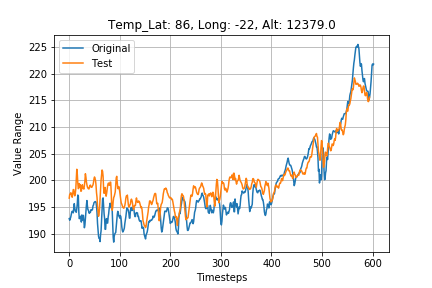 Temp_Lat: 86, Long: -22, Alt: 12379.0
Original
Test
Value Range
225
220
215
210
205
200
195
190
0 100 200 300 400 500 600
Timesteps